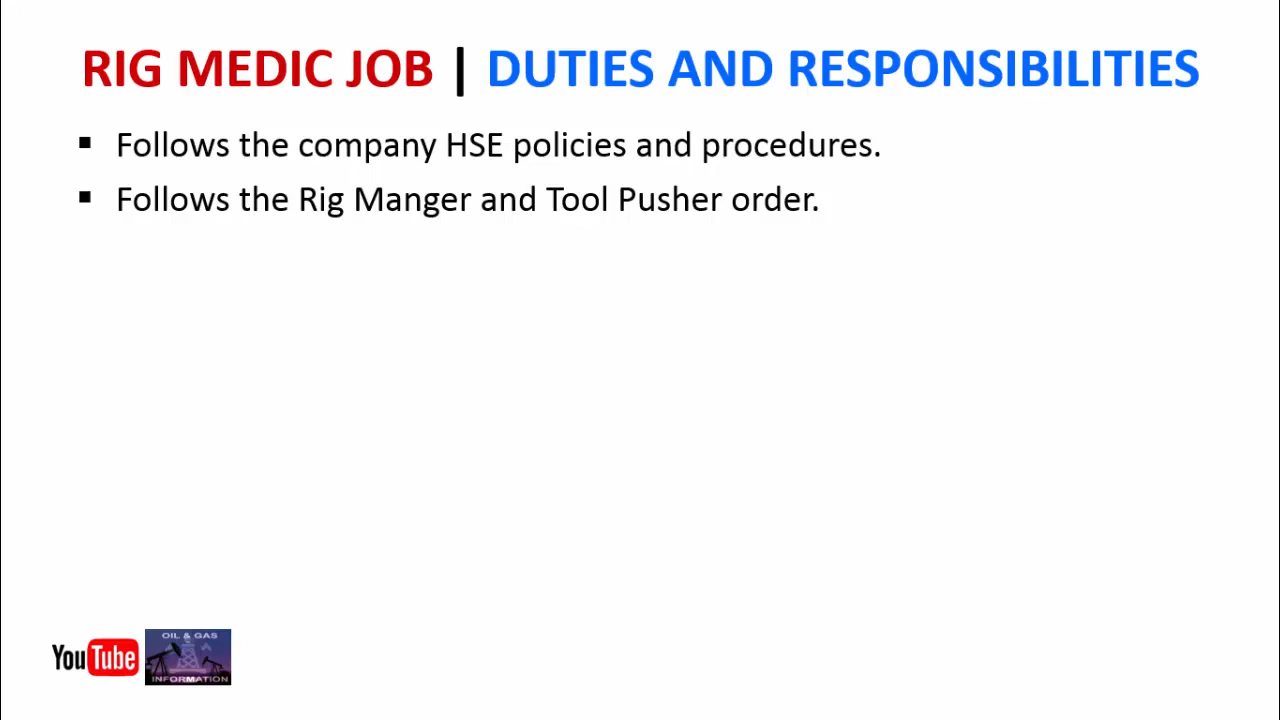 RIG MEDIC JOB | DUTIES AND RESPONSIBILITIES
▪ Follows the company HSE policies and procedures.
▪ Follows the Rig Manger and Tool Pusher order.
YouTube
OIL & GAS
INFORMATION